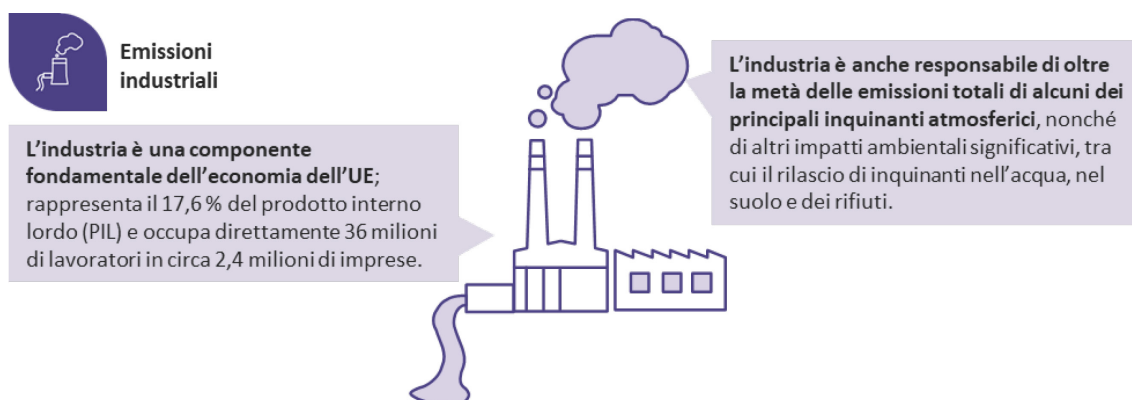 Emissioni
industriali
L'industria è una componente
fondamentale dell'economia dell'UE;
rappresenta il 17,6 % del prodotto interno
lordo (PIL) e occupa direttamente 36 milioni
di lavoratori in circa 2,4 milioni di imprese.
L'industria è anche responsabile di oltre
la metà delle emissioni totali di alcuni dei
principali inquinanti atmosferici, nonché
di altri impatti ambientali significativi, tra
cui il rilascio di inquinanti nell'acqua, nel
suolo e dei rifiuti.